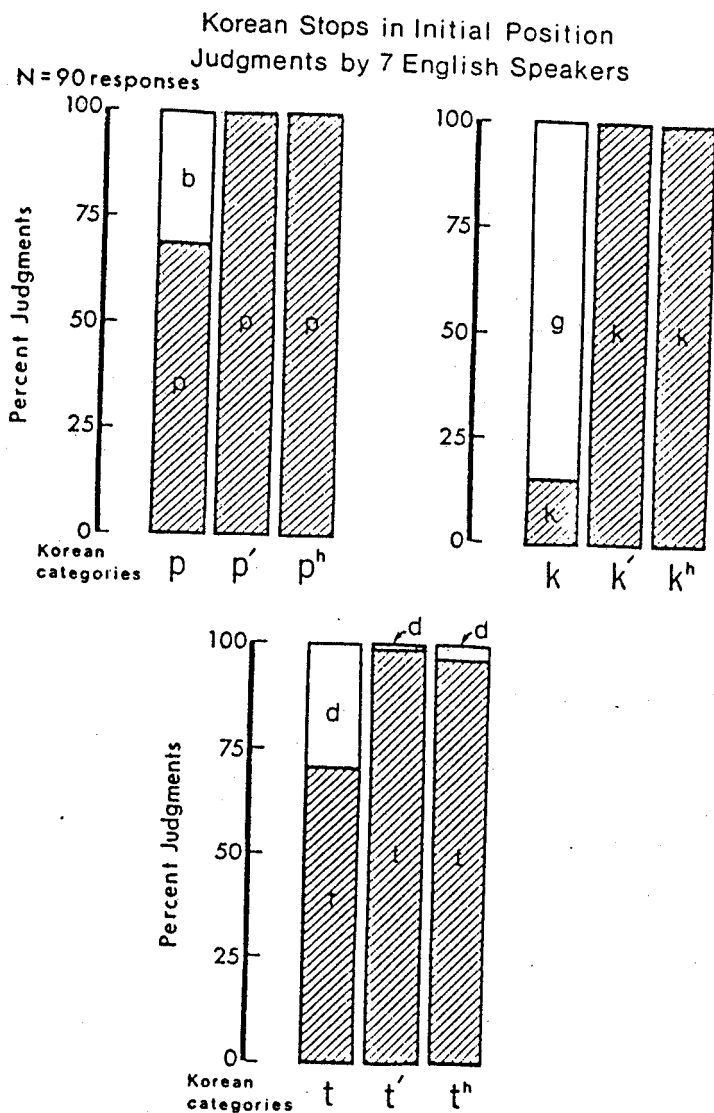 Korean Stops in Initial Position
Judgments by 7 English Speakers
N = 90 responses
Percent Judgments
100
75
50
25
0
b
p
p
p
Korean
categories
p
p′
pʰ
100
75
50
25
0
g
k
k
k
k
k′
kʰ
Percent Judgments
100
75
50
25
0
d
d
d
t
t
t
Korean
categories
t
t′
tʰ